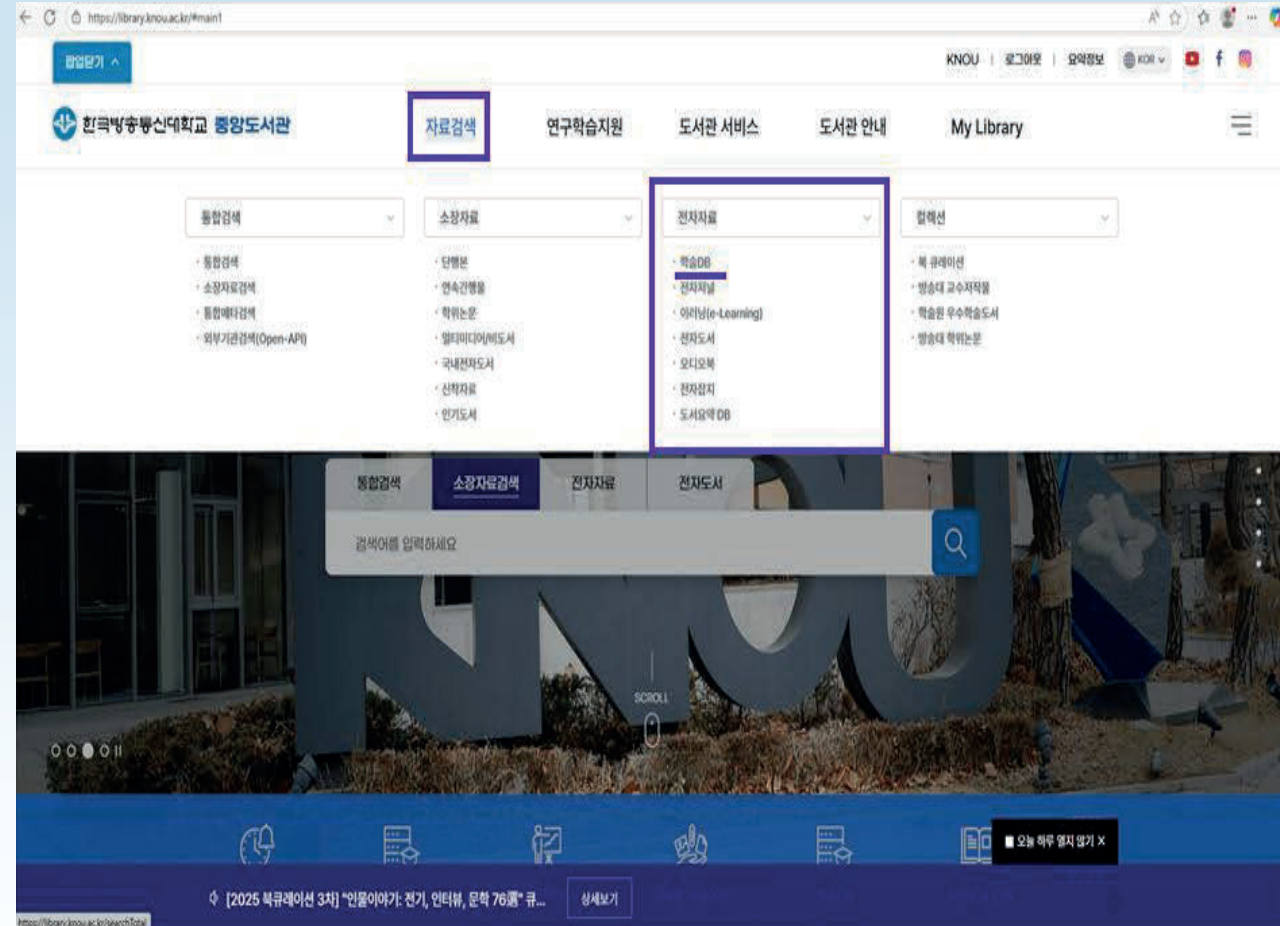 https://library.knou.ac.kr/#main1
팝업닫기
KNOU | 로그아웃 | 요약정보 KOR
한국방송통신대학교 중앙도서관
자료검색 연구학습지원 도서관 서비스 도서관 안내 My Library
통합검색 소장자료 전자자료 컬렉션
· 통합검색
· 소장자료검색
· 통합메타검색
· 외부기관검색(Open-API)
· 단행본
· 연속간행물
· 학위논문
· 멀티미디어/비도서
· 국내전자도서
· 신착자료
· 인기도서
· 학술DB
· 전자저널
· 이러닝(e-Learning)
· 전자도서
· 오디오북
· 전자잡지
· 도서요약 DB
· 북 큐레이션
· 방송대 교수저작물
· 학술원 우수학술도서
· 방송대 학위논문
통합검색 소장자료검색 전자자료 전자도서
검색어를 입력하세요
SCROLL
오늘 하루 열지 않기 X
[2025 북큐레이션 3차] "인물이야기: 전기, 인터뷰, 문학 76選" 큐... 상세보기
https://library.knou.ac.kr/searchTotal